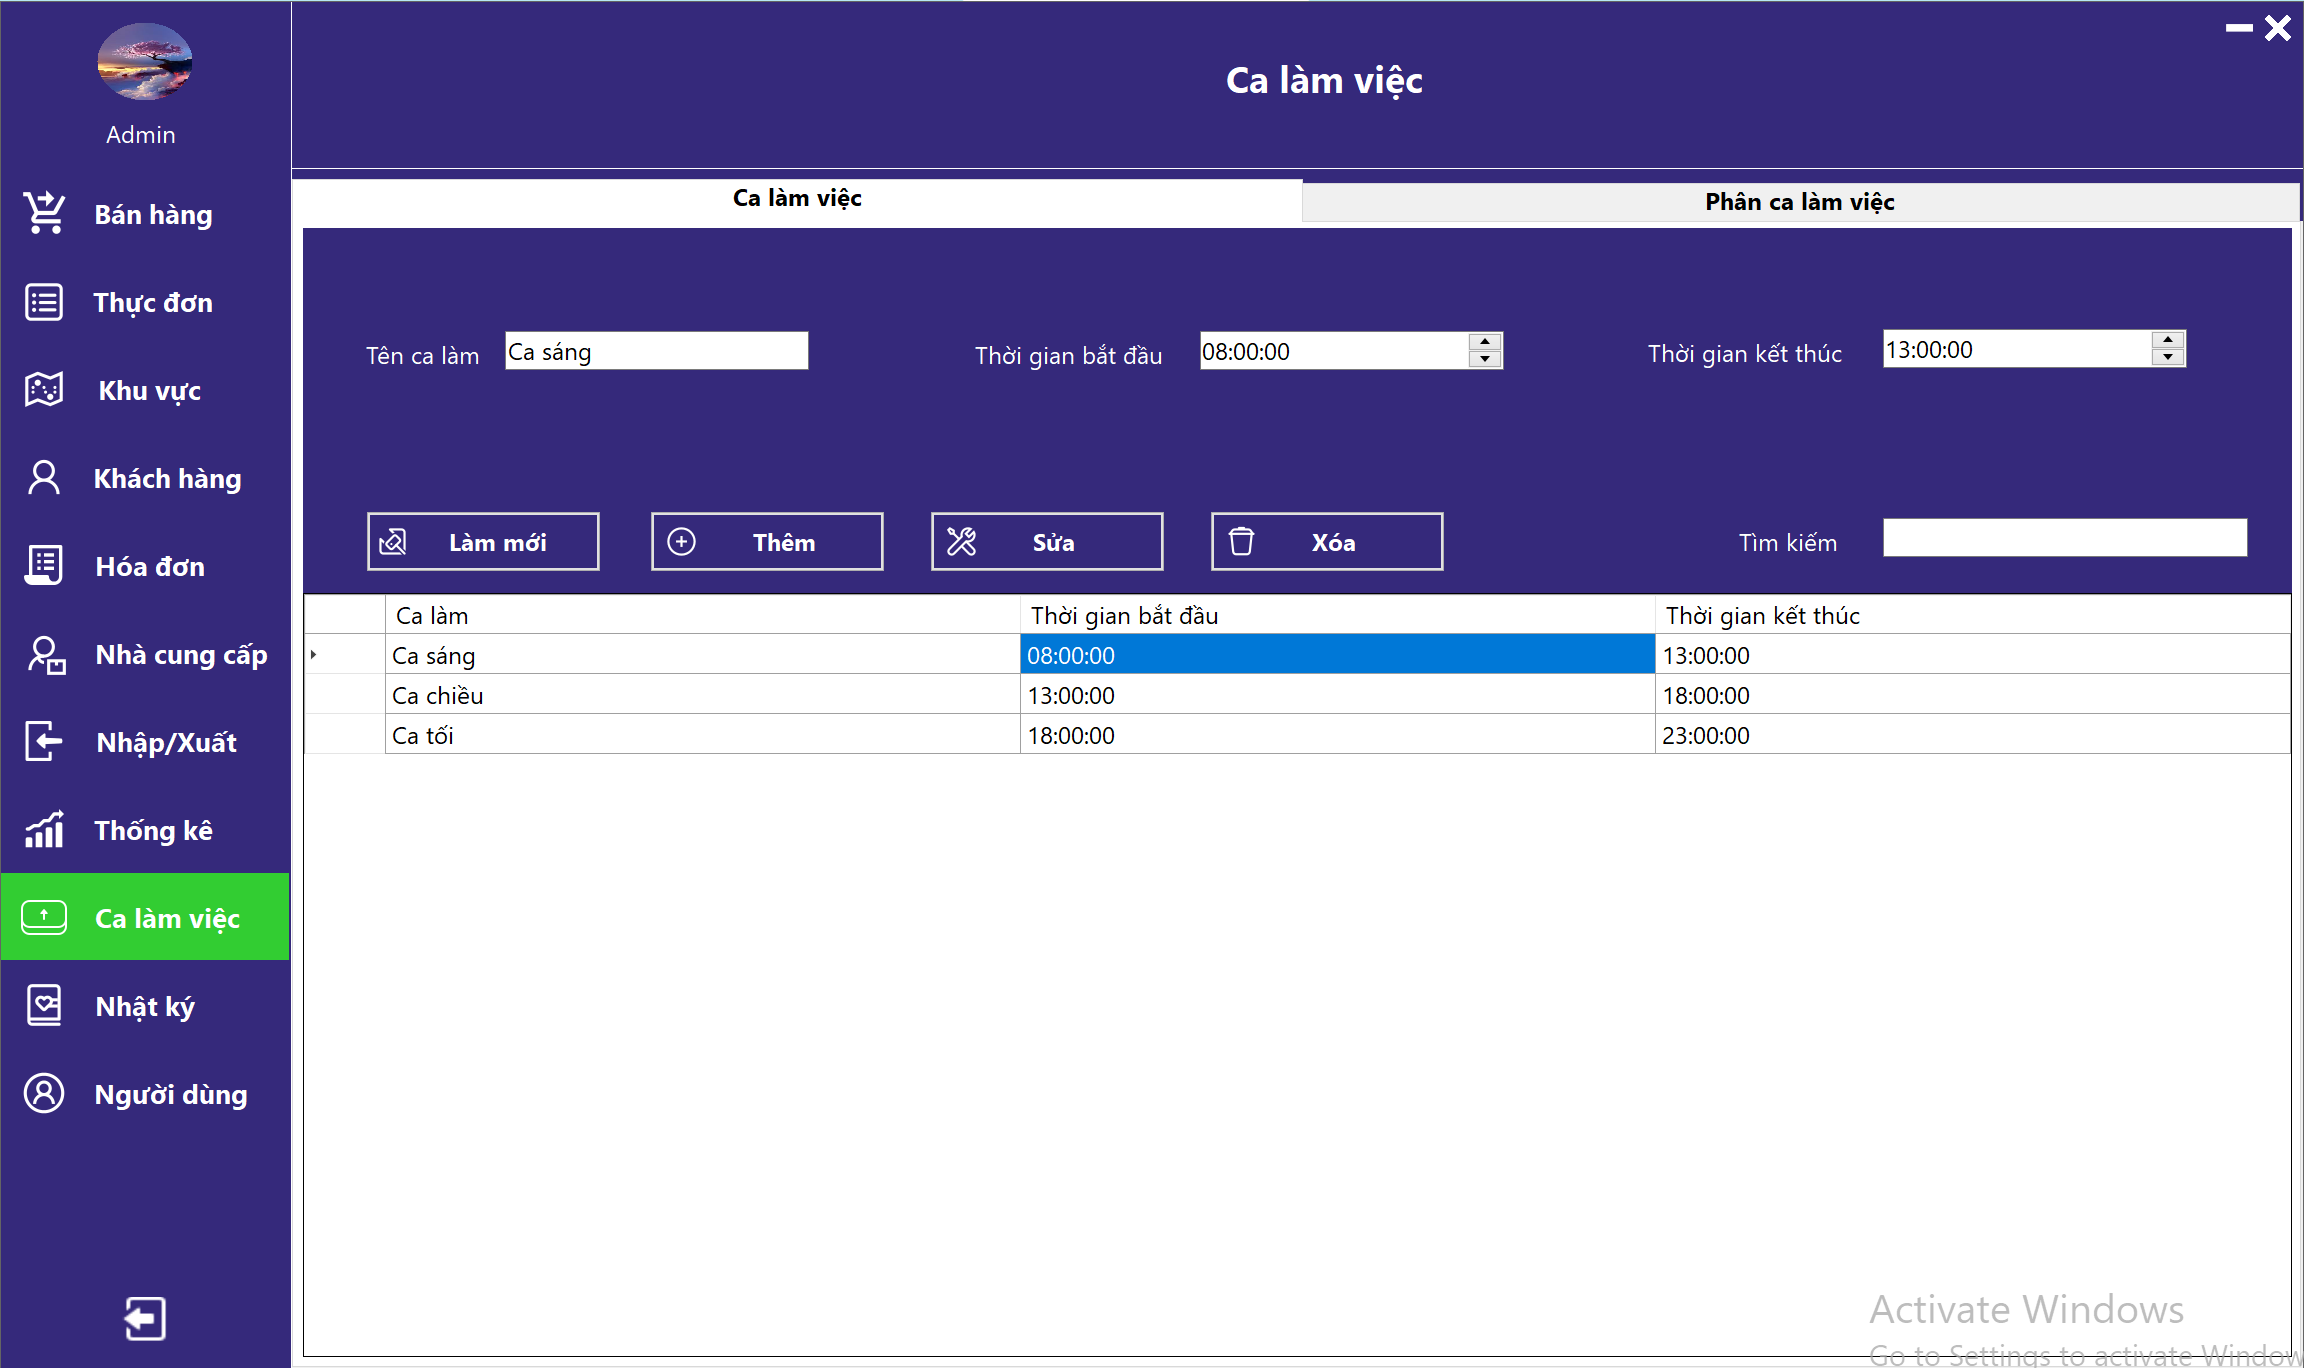 Admin
Bán hàng
Thực đơn
Khu vực
Khách hàng
Hóa đơn
Nhà cung cấp
Nhập/Xuất
Thống kê
Ca làm việc
Nhật ký
Người dùng
Ca làm việc
Ca làm việc Phân ca làm việc
Tên ca làm Ca sáng Thời gian bắt đầu 08:00:00 Thời gian kết thúc 13:00:00
Làm mới Thêm Sửa Xóa Tìm kiếm
Ca làm Thời gian bắt đầu Thời gian kết thúc
Ca sáng 08:00:00 13:00:00
Ca chiều 13:00:00 18:00:00
Ca tối 18:00:00 23:00:00
Activate Windows
Go to Settings to activate Window